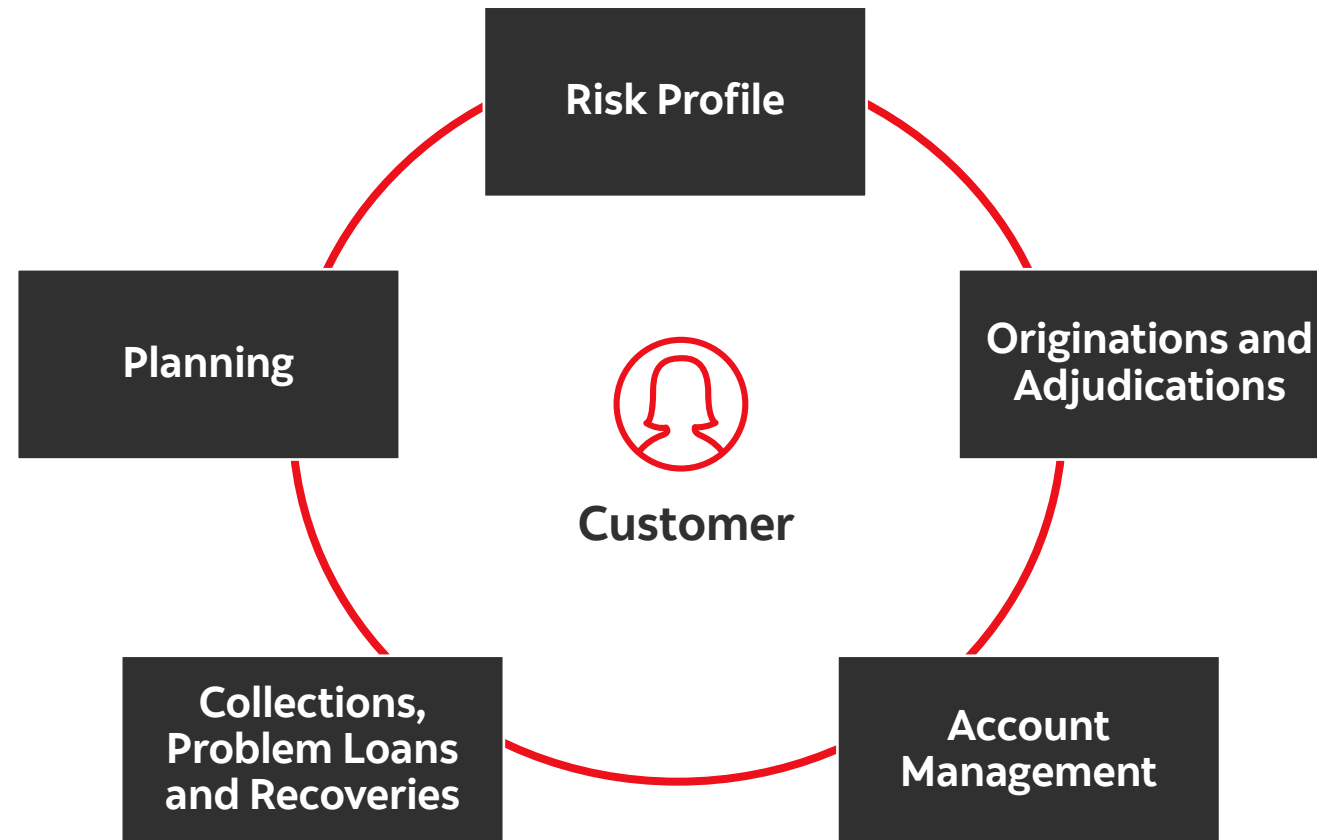 Risk Profile
Planning
Originations and
Adjudications
Customer
Collections,
Problem Loans
and Recoveries
Account
Management